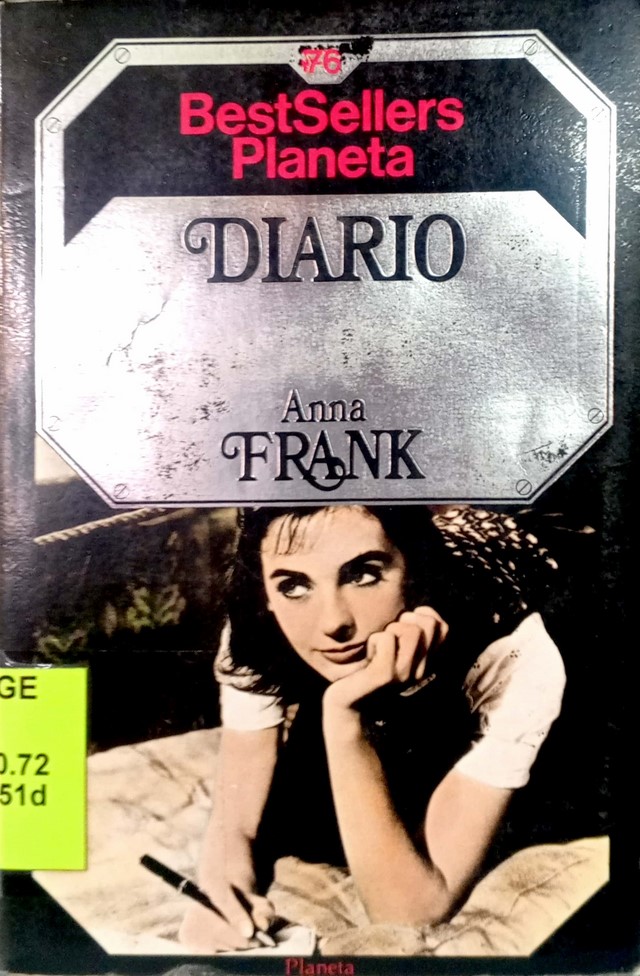 76
BestSellers
Planeta
DIARIO
Anna
FRANK
GE
0.72
51d
Planeta